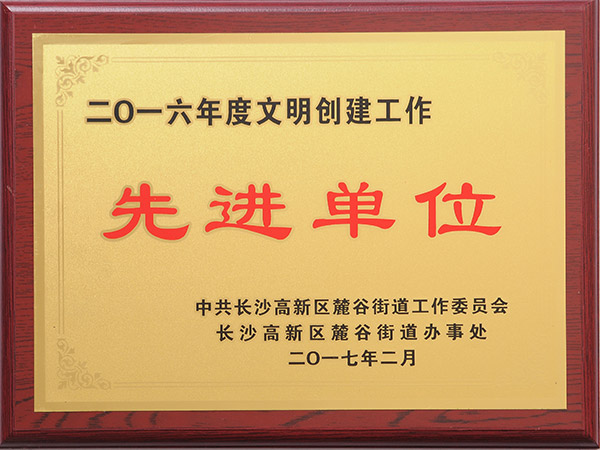 二〇一六年度文明创建工作
先进单位
中共长沙高新区麓谷街道工作委员会
长沙高新区麓谷街道办事处
二〇一七年二月